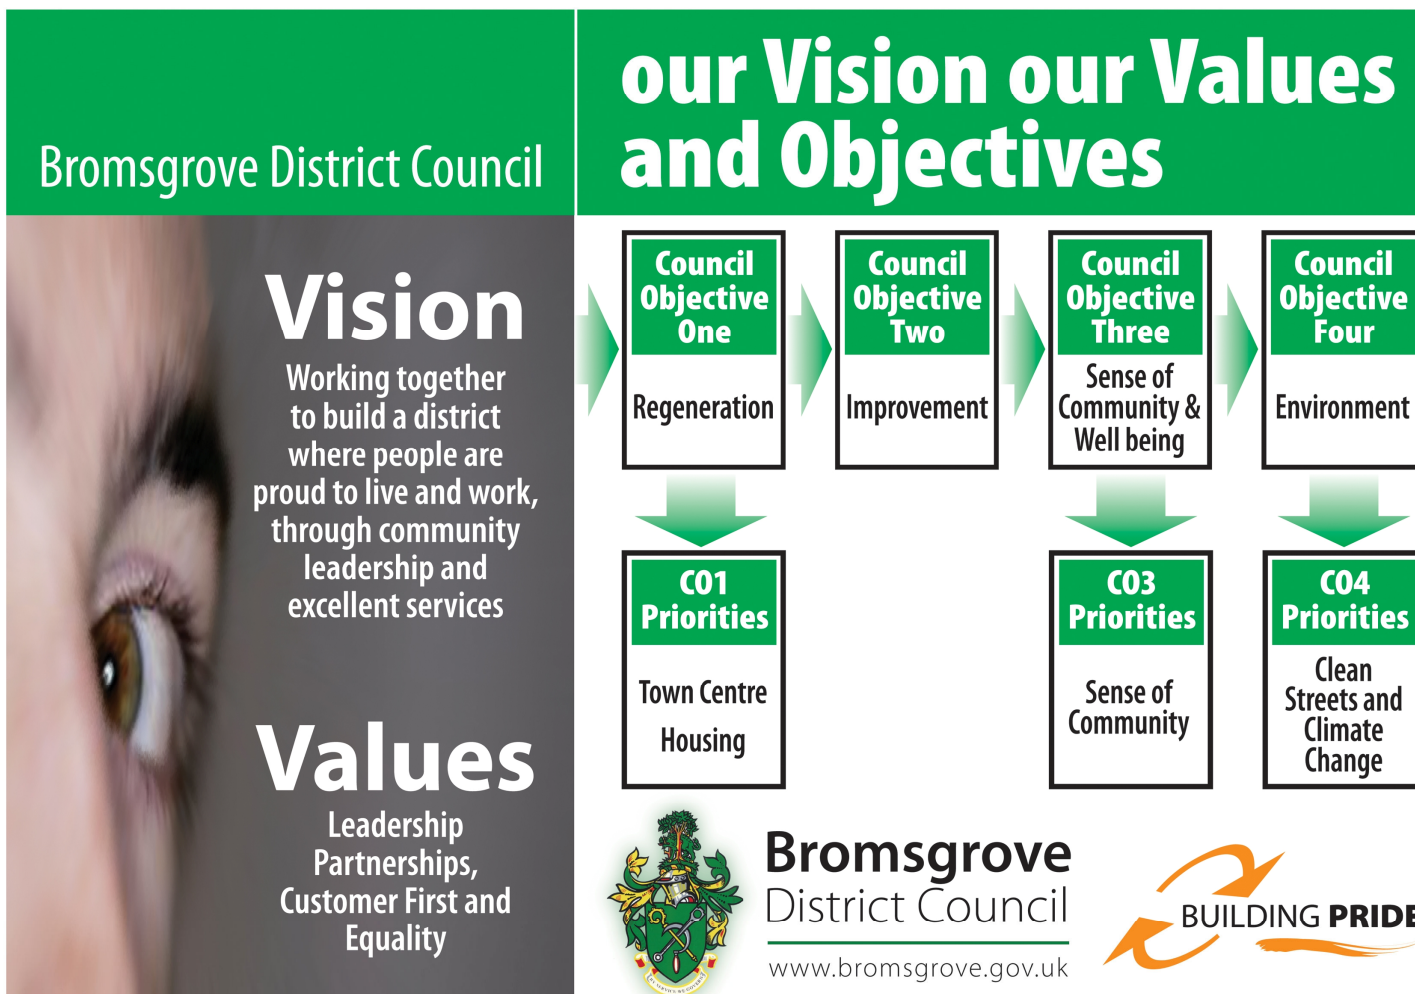 Bromsgrove District Council
our Vision our Values
and Objectives
Vision
Working together
to build a district
where people are
proud to live and work,
through community
leadership and
excellent services
Values
Leadership
Partnerships,
Customer First and
Equality
Council
Objective
One
Regeneration
Council
Objective
Two
Improvement
Council
Objective
Three
Sense of
Community &
Well being
Council
Objective
Four
Environment
CO1
Priorities
Town Centre
Housing
CO3
Priorities
Sense of
Community
CO4
Priorities
Clean
Streets and
Climate
Change
Bromsgrove
District Council
www.bromsgrove.gov.uk
BUILDING PRIDE